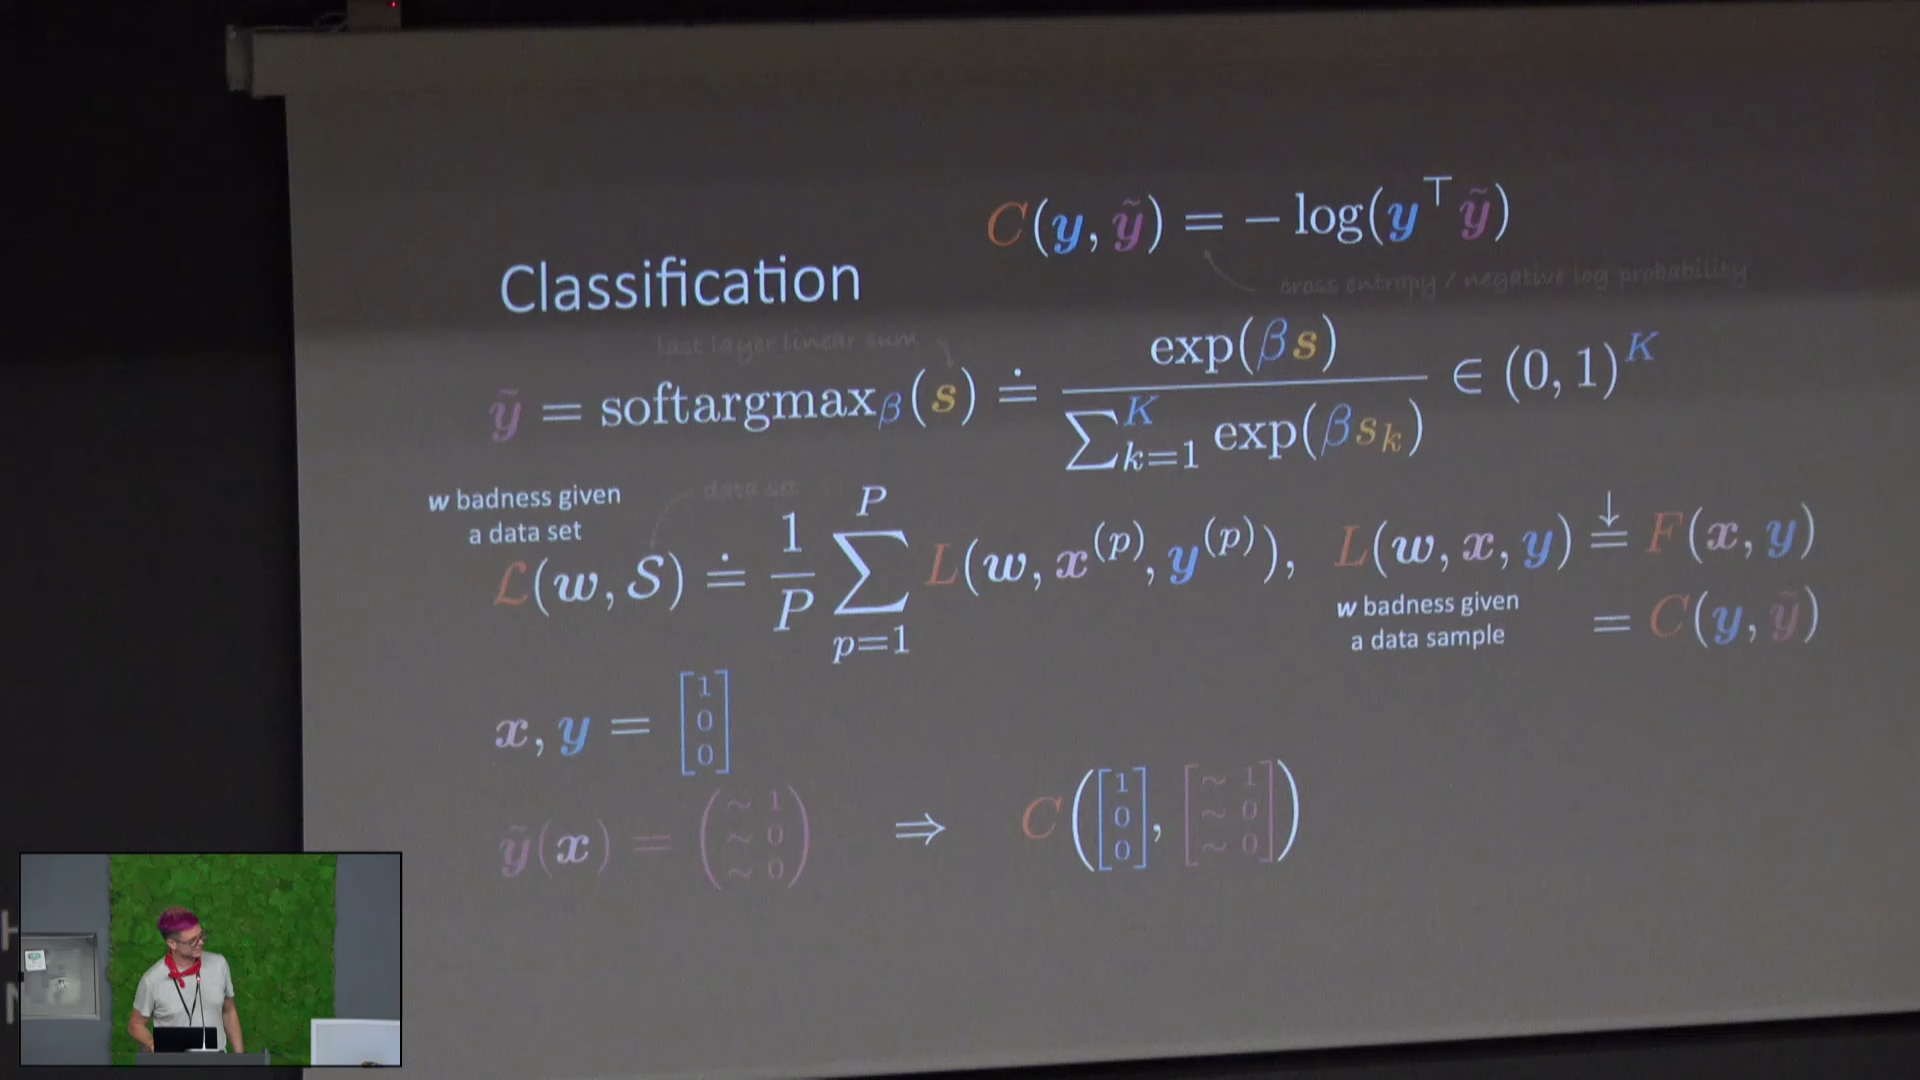 C(y, ỹ) = − log(y⊤ỹ)
cross entropy / negative log probability
Classification
last layer linear sum
ỹ = softargmax_β(s) ≐ exp(βs) / ∑_{k=1}^{K} exp(βs_k) ∈ (0, 1)^K
w badness given
a data set
data set
ℒ(w, 𝒮) ≐ 1/P ∑_{p=1}^{P} L(w, x^(p), y^(p)), L(w, x, y) =↓ F(x, y)
w badness given
a data sample
= C(y, ỹ)
x, y = [1 0 0]
ỹ(x) = (∼ 1 ∼ 0 ∼ 0) ⇒ C([1 0 0], [∼ 1 ∼ 0 ∼ 0])